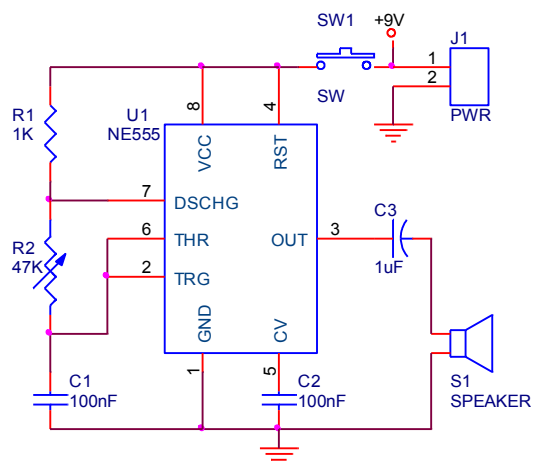 SW1
+9V
J1
1
2
SW
PWR
R1
1K
U1
NE555
8
4
VCC
RST
7
DSCHG
6
THR
OUT
3
C3
1uF
R2
47K
2
TRG
GND
CV
1
5
C1
100nF
C2
100nF
S1
SPEAKER